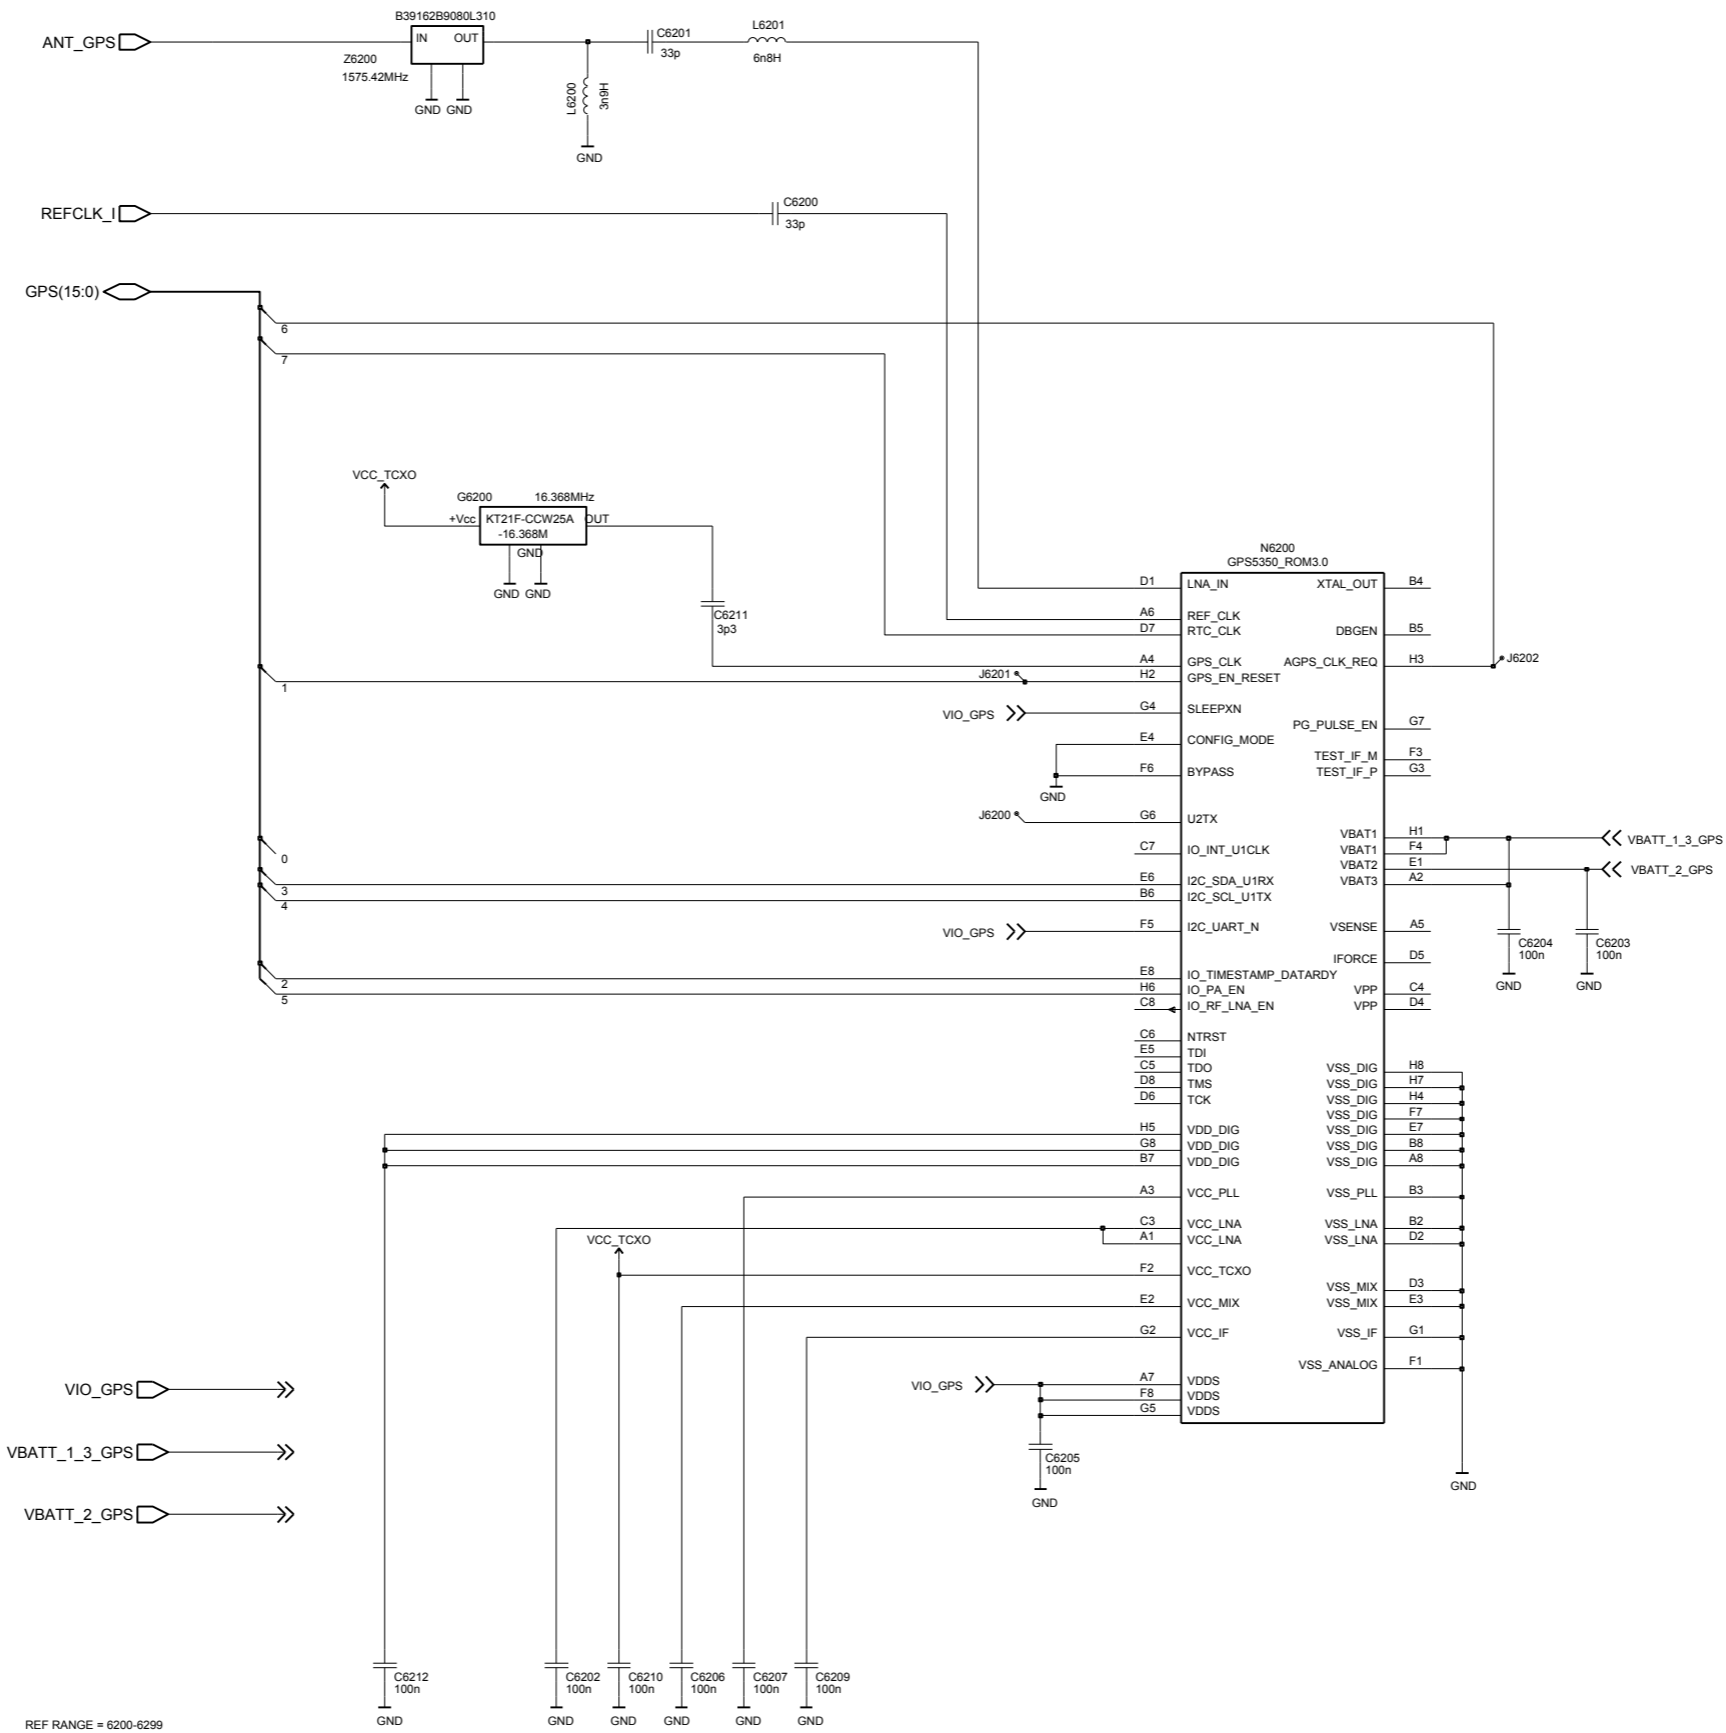 B39162B9080L310
ANT_GPS
IN OUT
Z6200
1575.42MHz
GND GND
L6200
3n9H
GND
C6201
33p
L6201
6n8H
REFCLK_I
C6200
33p
GPS(15:0)
6
7
VCC_TCXO
G6200 16.368MHz
+Vcc KT21F-CCW25A OUT
-16.368M
GND
GND GND
C6211
3p3
1
0
3
4
2
5
N6200
GPS5350_ROM3.0
D1 LNA_IN
A6 REF_CLK
D7 RTC_CLK
A4 GPS_CLK
J6201 H2 GPS_EN_RESET
VIO_GPS G4 SLEEPXN
E4 CONFIG_MODE
F6 BYPASS
GND
J6200 G6 U2TX
C7 IO_INT_U1CLK
E6 I2C_SDA_U1RX
B6 I2C_SCL_U1TX
VIO_GPS F5 I2C_UART_N
E8 IO_TIMESTAMP_DATARDY
H6 IO_PA_EN
C8 IO_RF_LNA_EN
C6 NTRST
E5 TDI
C5 TDO
D8 TMS
D6 TCK
H5 VDD_DIG
G8 VDD_DIG
B7 VDD_DIG
A3 VCC_PLL
C3 VCC_LNA
A1 VCC_LNA
VCC_TCXO
F2 VCC_TCXO
E2 VCC_MIX
G2 VCC_IF
VIO_GPS A7 VDDS
F8 VDDS
G5 VDDS
C6205
100n
GND
XTAL_OUT B4
DBGEN B5
AGPS_CLK_REQ H3 J6202
PG_PULSE_EN G7
TEST_IF_M F3
TEST_IF_P G3
VBAT1 H1 VBATT_1_3_GPS
VBAT1 F4
VBAT2 E1 VBATT_2_GPS
VBAT3 A2
VSENSE A5
IFORCE D5
VPP C4
VPP D4
C6204
100n
GND
C6203
100n
GND
VSS_DIG H8
VSS_DIG H7
VSS_DIG H4
VSS_DIG F7
VSS_DIG E7
VSS_DIG B8
VSS_DIG A8
VSS_PLL B3
VSS_LNA B2
VSS_LNA D2
VSS_MIX D3
VSS_MIX E3
VSS_IF G1
VSS_ANALOG F1
GND
VIO_GPS
VBATT_1_3_GPS
VBATT_2_GPS
C6212
100n
GND
C6202
100n
GND
C6210
100n
GND
C6206
100n
GND
C6207
100n
GND
C6209
100n
GND
REF RANGE = 6200-6299